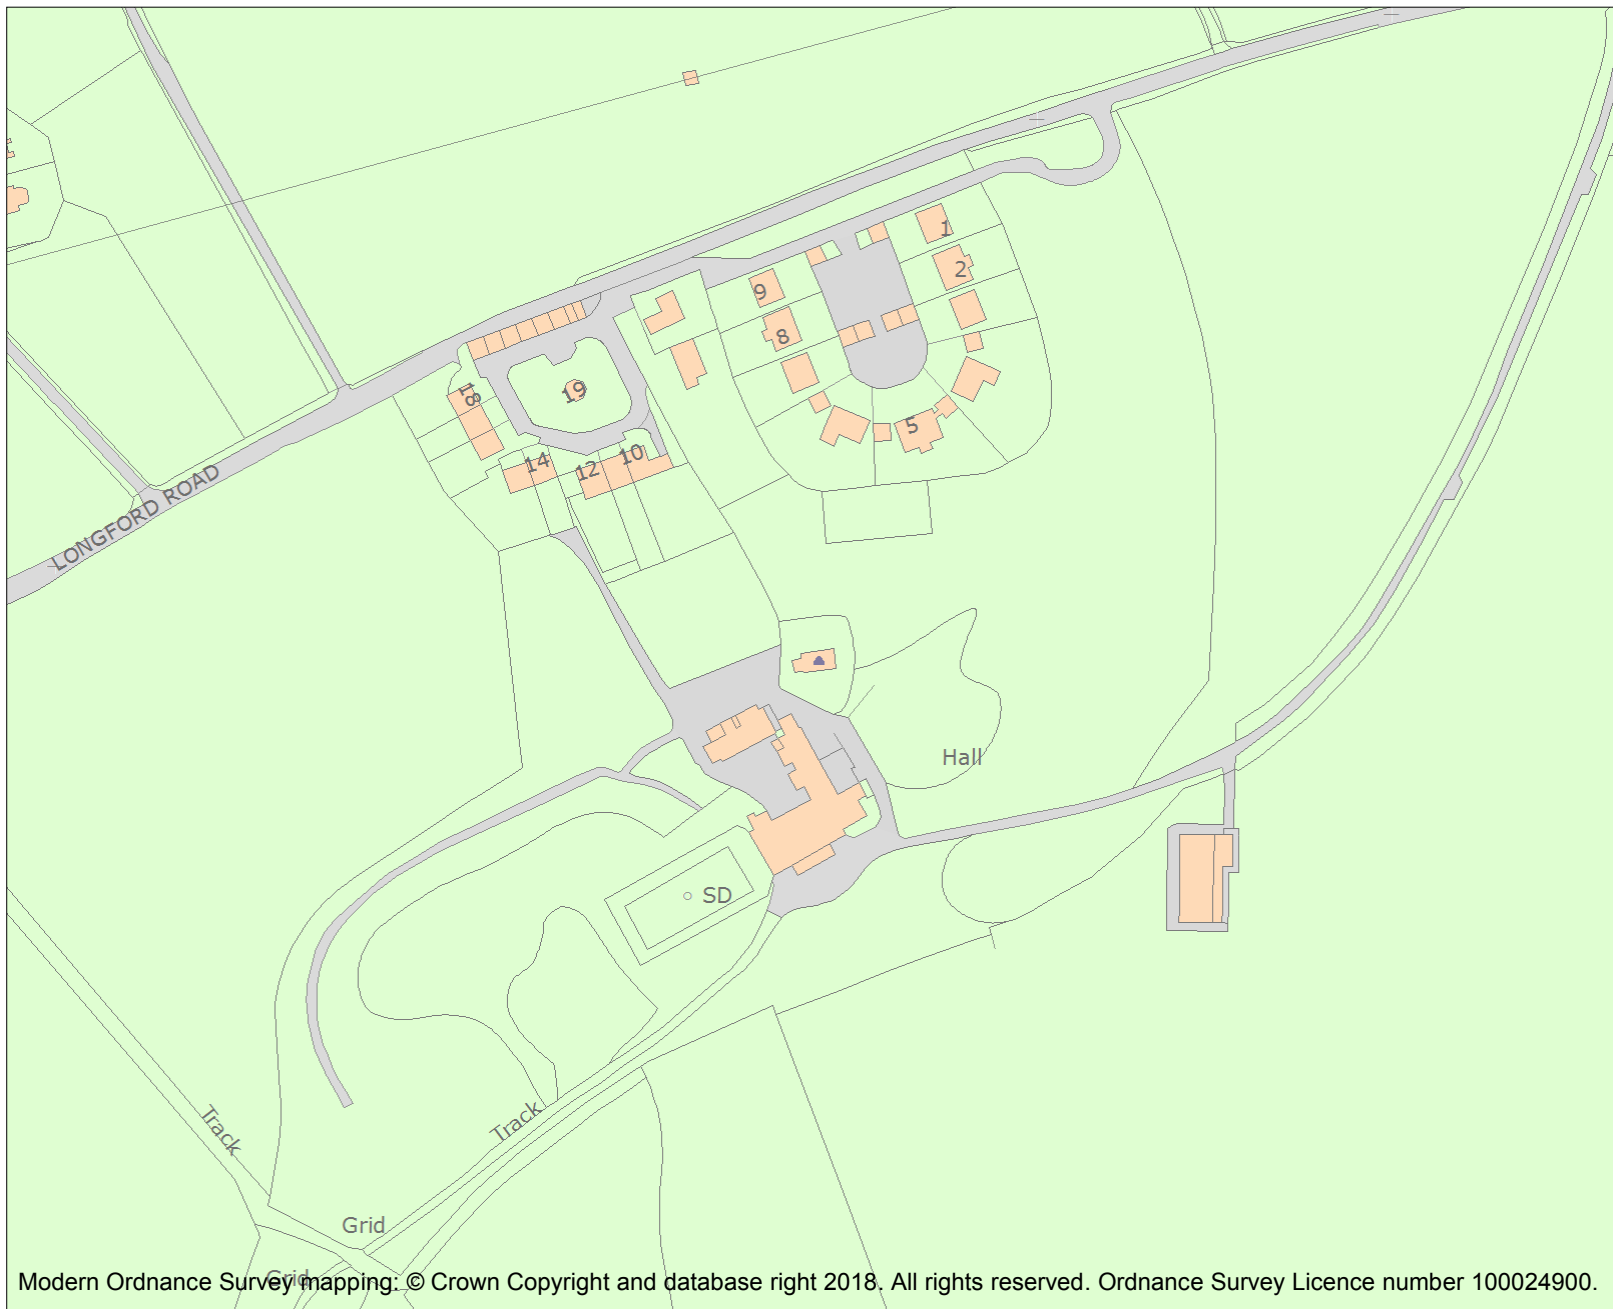 1
2
9
8
18
19
5
10
14
12
LONGFORD ROAD
Hall
SD
Track
Track
Grid
Grid
Modern Ordnance Survey mapping: © Crown Copyright and database right 2018. All rights reserved. Ordnance Survey Licence number 100024900.